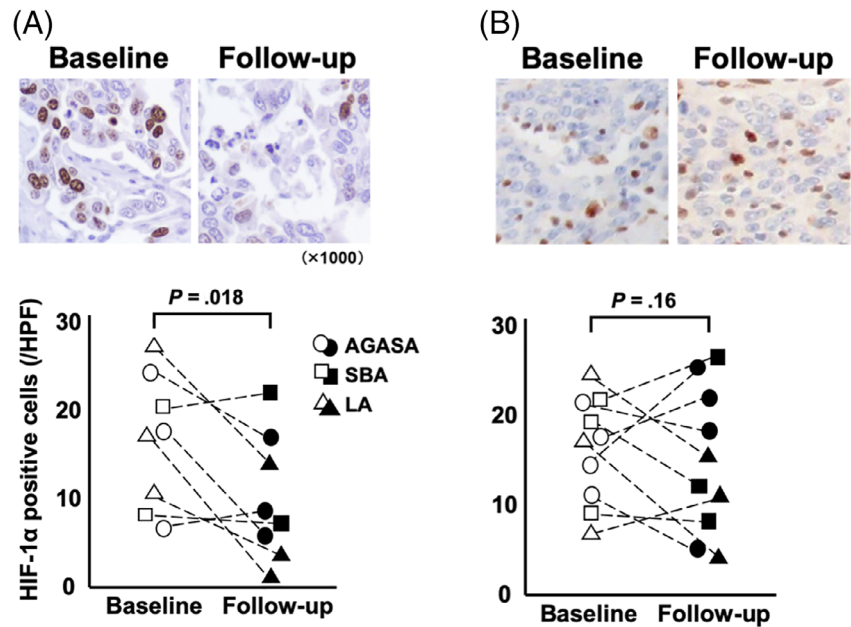 (A)
Baseline Follow-up
(×1000)
HIF-1α positive cells (/HPF)
P = .018
30
20
10
0
AGASA
SBA
LA
Baseline Follow-up
(B)
Baseline Follow-up
P = .16
30
20
10
0
Baseline Follow-up